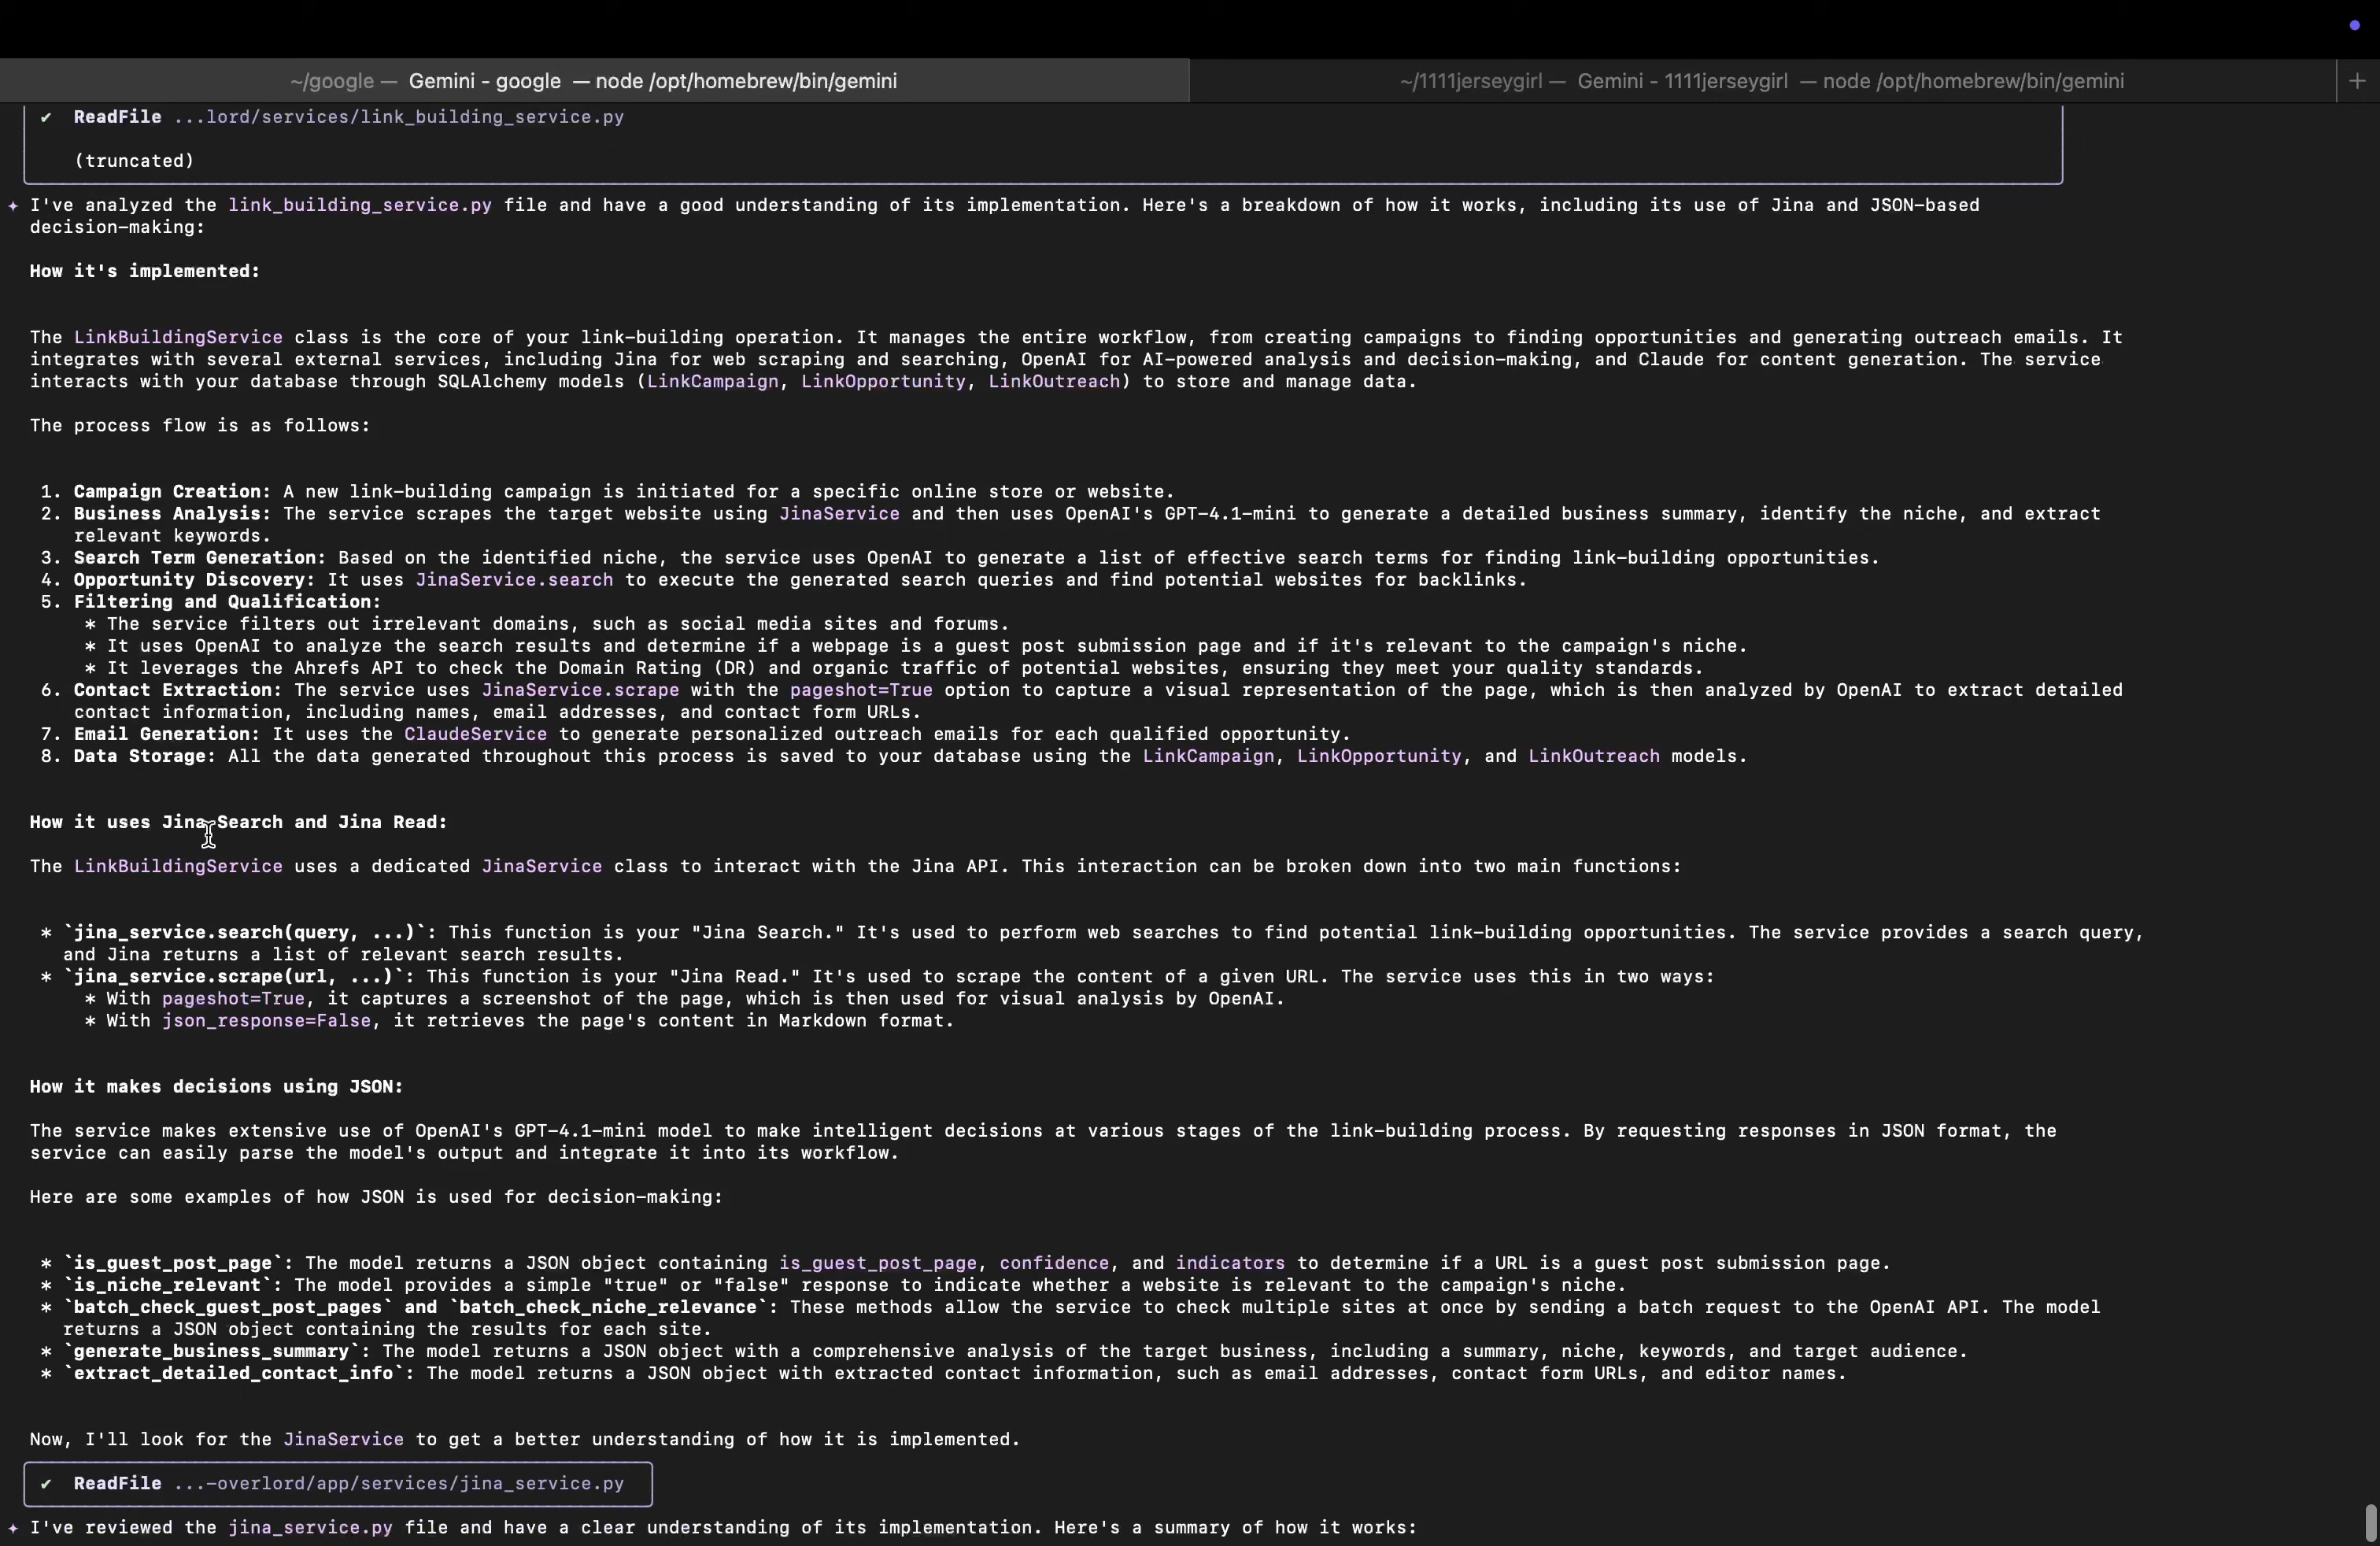 ~/google — Gemini - google — node /opt/homebrew/bin/gemini
~/1111jerseygirl — Gemini - 1111jerseygirl — node /opt/homebrew/bin/gemini
+
✔ ReadFile ...lord/services/link_building_service.py
(truncated)
✦ I've analyzed the link_building_service.py file and have a good understanding of its implementation. Here's a breakdown of how it works, including its use of Jina and JSON-based
decision-making:
How it's implemented:
The LinkBuildingService class is the core of your link-building operation. It manages the entire workflow, from creating campaigns to finding opportunities and generating outreach emails. It
integrates with several external services, including Jina for web scraping and searching, OpenAI for AI-powered analysis and decision-making, and Claude for content generation. The service
interacts with your database through SQLAlchemy models (LinkCampaign, LinkOpportunity, LinkOutreach) to store and manage data.
The process flow is as follows:
1. Campaign Creation: A new link-building campaign is initiated for a specific online store or website.
2. Business Analysis: The service scrapes the target website using JinaService and then uses OpenAI's GPT-4.1-mini to generate a detailed business summary, identify the niche, and extract
relevant keywords.
3. Search Term Generation: Based on the identified niche, the service uses OpenAI to generate a list of effective search terms for finding link-building opportunities.
4. Opportunity Discovery: It uses JinaService.search to execute the generated search queries and find potential websites for backlinks.
5. Filtering and Qualification:
* The service filters out irrelevant domains, such as social media sites and forums.
* It uses OpenAI to analyze the search results and determine if a webpage is a guest post submission page and if it's relevant to the campaign's niche.
* It leverages the Ahrefs API to check the Domain Rating (DR) and organic traffic of potential websites, ensuring they meet your quality standards.
6. Contact Extraction: The service uses JinaService.scrape with the pageshot=True option to capture a visual representation of the page, which is then analyzed by OpenAI to extract detailed
contact information, including names, email addresses, and contact form URLs.
7. Email Generation: It uses the ClaudeService to generate personalized outreach emails for each qualified opportunity.
8. Data Storage: All the data generated throughout this process is saved to your database using the LinkCampaign, LinkOpportunity, and LinkOutreach models.
How it uses Jina Search and Jina Read:
The LinkBuildingService uses a dedicated JinaService class to interact with the Jina API. This interaction can be broken down into two main functions:
* `jina_service.search(query, ...)`: This function is your "Jina Search." It's used to perform web searches to find potential link-building opportunities. The service provides a search query,
and Jina returns a list of relevant search results.
* `jina_service.scrape(url, ...)`: This function is your "Jina Read." It's used to scrape the content of a given URL. The service uses this in two ways:
* With pageshot=True, it captures a screenshot of the page, which is then used for visual analysis by OpenAI.
* With json_response=False, it retrieves the page's content in Markdown format.
How it makes decisions using JSON:
The service makes extensive use of OpenAI's GPT-4.1-mini model to make intelligent decisions at various stages of the link-building process. By requesting responses in JSON format, the
service can easily parse the model's output and integrate it into its workflow.
Here are some examples of how JSON is used for decision-making:
* `is_guest_post_page`: The model returns a JSON object containing is_guest_post_page, confidence, and indicators to determine if a URL is a guest post submission page.
* `is_niche_relevant`: The model provides a simple "true" or "false" response to indicate whether a website is relevant to the campaign's niche.
* `batch_check_guest_post_pages` and `batch_check_niche_relevance`: These methods allow the service to check multiple sites at once by sending a batch request to the OpenAI API. The model
returns a JSON object containing the results for each site.
* `generate_business_summary`: The model returns a JSON object with a comprehensive analysis of the target business, including a summary, niche, keywords, and target audience.
* `extract_detailed_contact_info`: The model returns a JSON object with extracted contact information, such as email addresses, contact form URLs, and editor names.
Now, I'll look for the JinaService to get a better understanding of how it is implemented.
✔ ReadFile ...-overlord/app/services/jina_service.py
✦ I've reviewed the jina_service.py file and have a clear understanding of its implementation. Here's a summary of how it works: